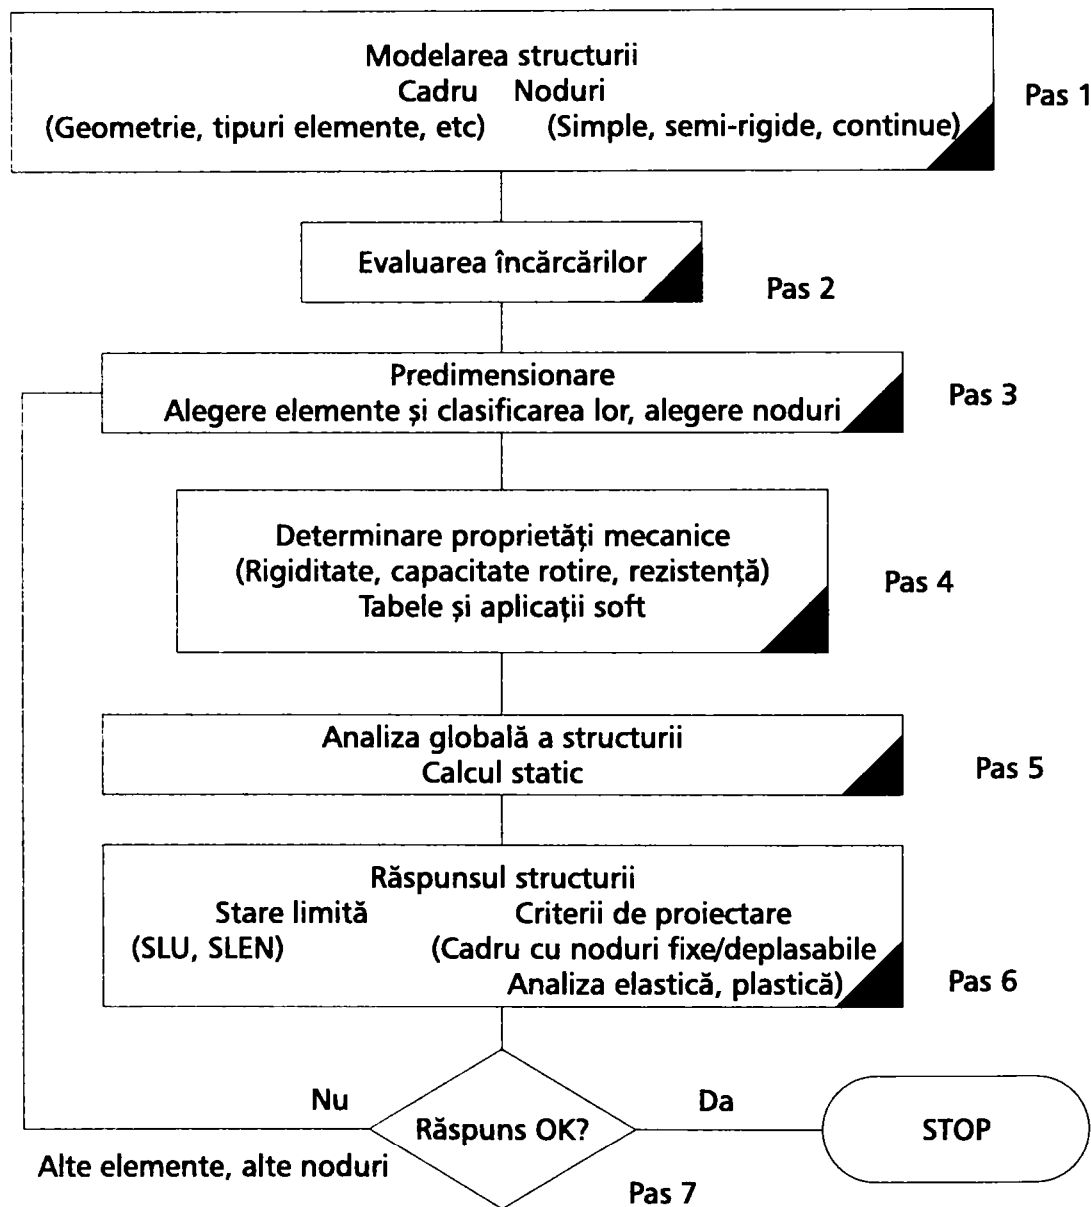 Modelarea structurii
Cadru Noduri
(Geometrie, tipuri elemente, etc) (Simple, semi-rigide, continue)
Pas 1
Evaluarea încărcărilor
Pas 2
Predimensionare
Alegere elemente și clasificarea lor, alegere noduri
Pas 3
Determinare proprietăți mecanice
(Rigiditate, capacitate rotire, rezistență)
Tabele și aplicații soft
Pas 4
Analiza globală a structurii
Calcul static
Pas 5
Răspunsul structurii
Stare limită Criterii de proiectare
(SLU, SLEN) (Cadru cu noduri fixe/deplasabile
Analiza elastică, plastică)
Pas 6
Nu
Răspuns OK?
Da
STOP
Alte elemente, alte noduri
Pas 7